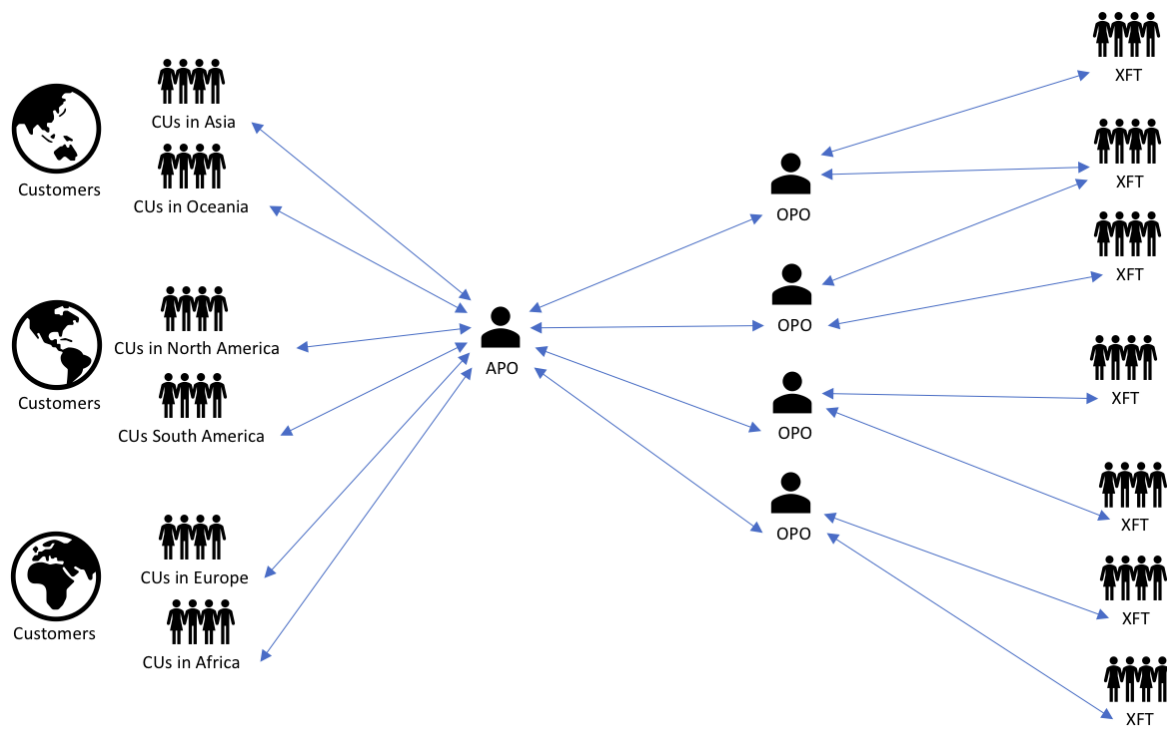 CUs in Asia
Customers
CUs in Oceania
CUs in North America
Customers
CUs South America
CUs in Europe
Customers
CUs in Africa
APO
OPO
OPO
OPO
OPO
XFT
XFT
XFT
XFT
XFT
XFT
XFT